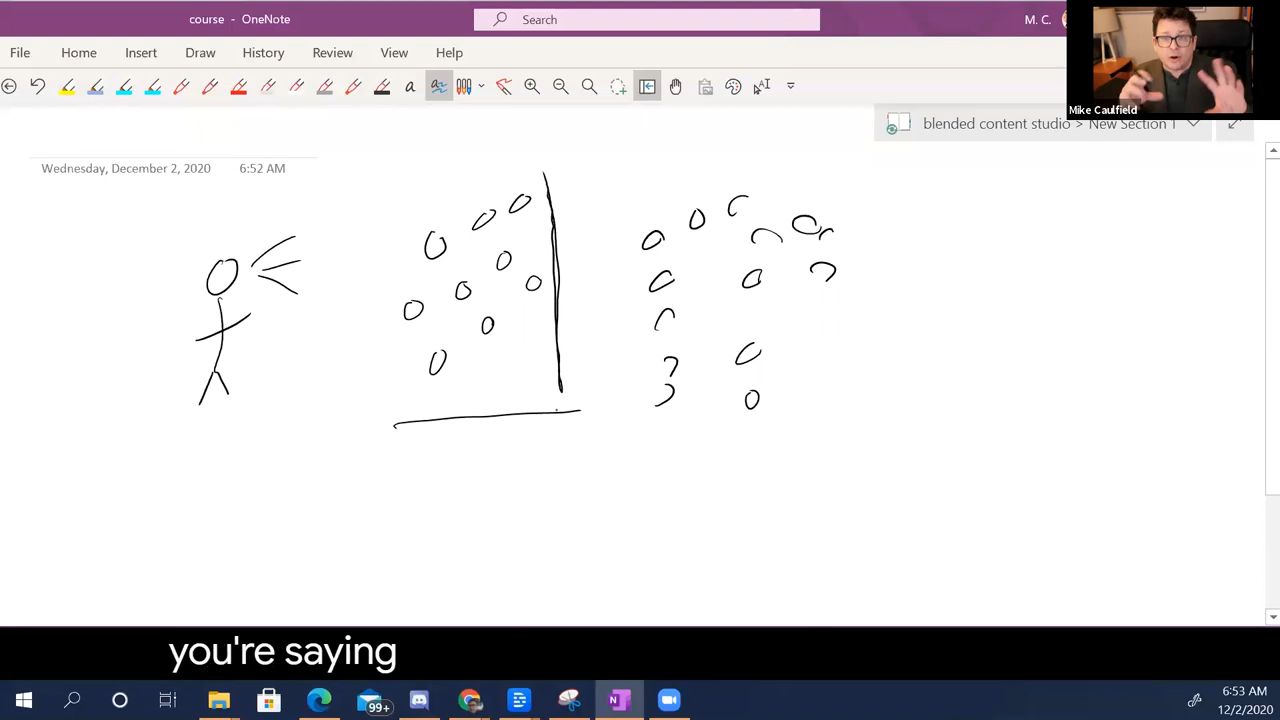 course - OneNote
Search
M. C.
File Home Insert Draw History Review View Help
Mike Caulfield
blended content studio > New Section 1
Wednesday, December 2, 2020 6:52 AM
you're saying
99+
6:53 AM
12/2/2020